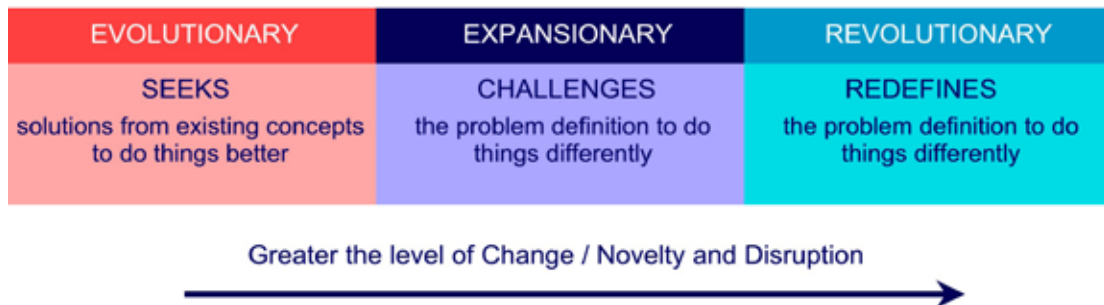 EVOLUTIONARY
EXPANSIONARY
REVOLUTIONARY
SEEKS
solutions from existing concepts
to do things better
CHALLENGES
the problem definition to do
things differently
REDEFINES
the problem definition to do
things differently
Greater the level of Change / Novelty and Disruption